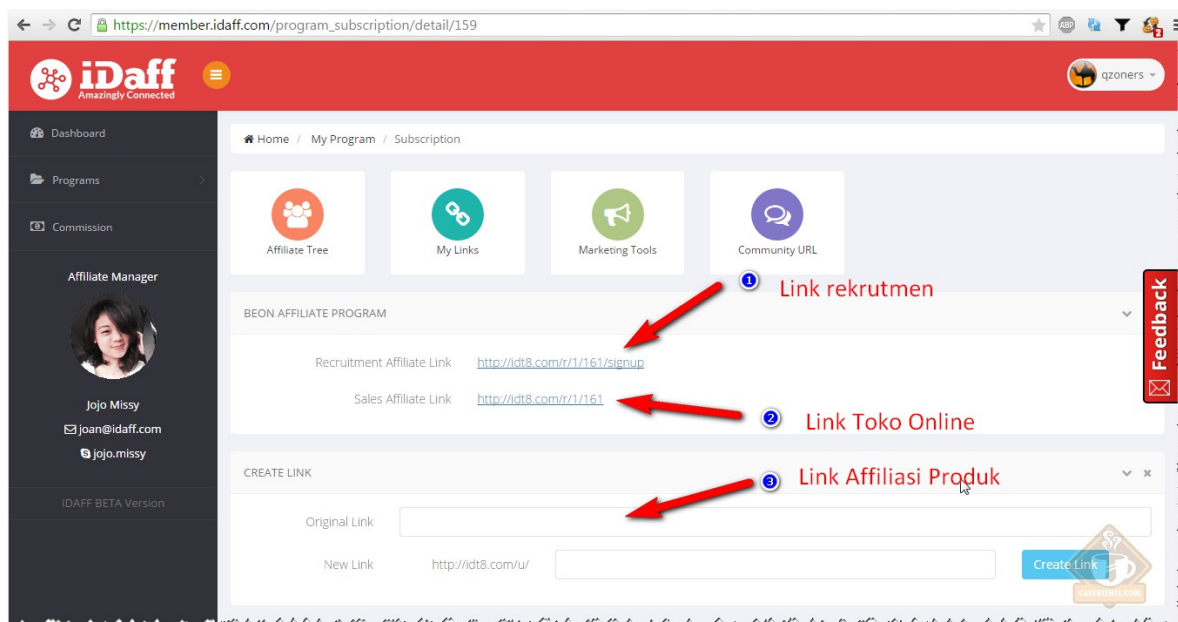 https://member.idaff.com/program_subscription/detail/159
ABP
2
iDaff
Amazingly Connected
qzoners
Dashboard
Programs
Commission
Affiliate Manager
Jojo Missy
joan@idaff.com
jojo.missy
IDAFF BETA Version
Home / My Program / Subscription
Affiliate Tree
My Links
Marketing Tools
Community URL
1 Link rekrutmen
BEON AFFILIATE PROGRAM
Recruitment Affiliate Link http://idt8.com/r/1/161/signup
Sales Affiliate Link http://idt8.com/r/1/161
2 Link Toko Online
CREATE LINK
3 Link Affiliasi Produk
Original Link
New Link http://idt8.com/u/
Create Link
Feedback
CAFEBISNIS.COM